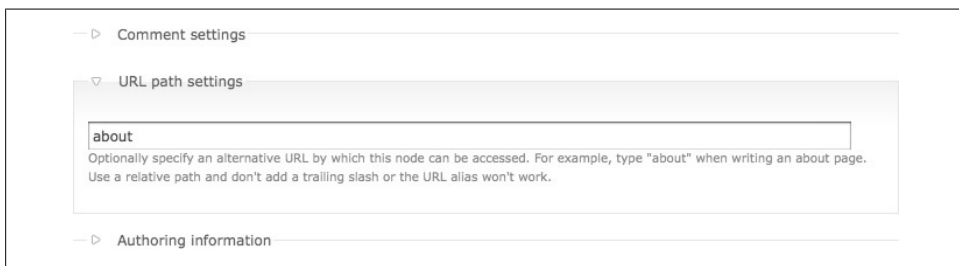 Comment settings
URL path settings
about
Optionally specify an alternative URL by which this node can be accessed. For example, type "about" when writing an about page.
Use a relative path and don't add a trailing slash or the URL alias won't work.
Authoring information